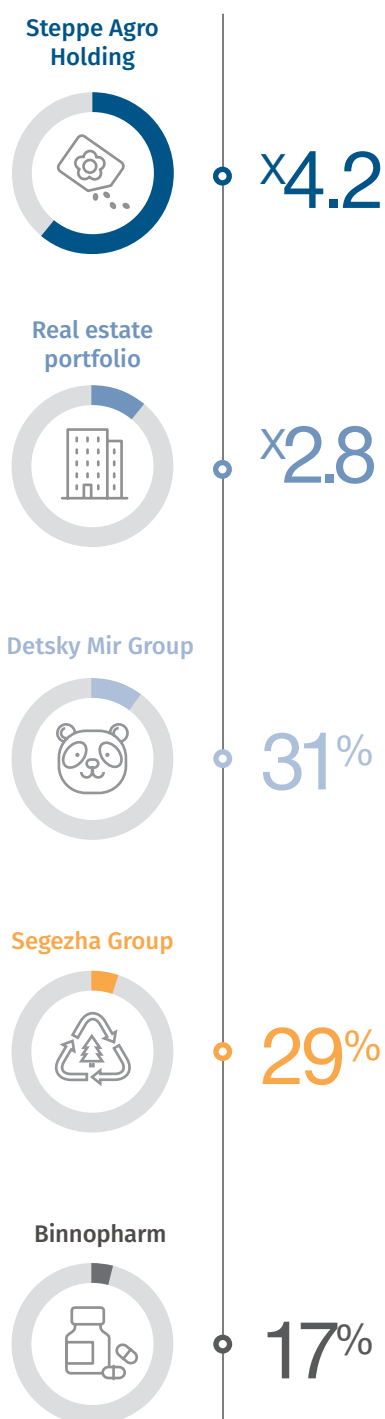 Steppe Agro
Holding
x4.2
Real estate
portfolio
x2.8
Detsky Mir Group
31%
Segezha Group
29%
Binnopharm
17%